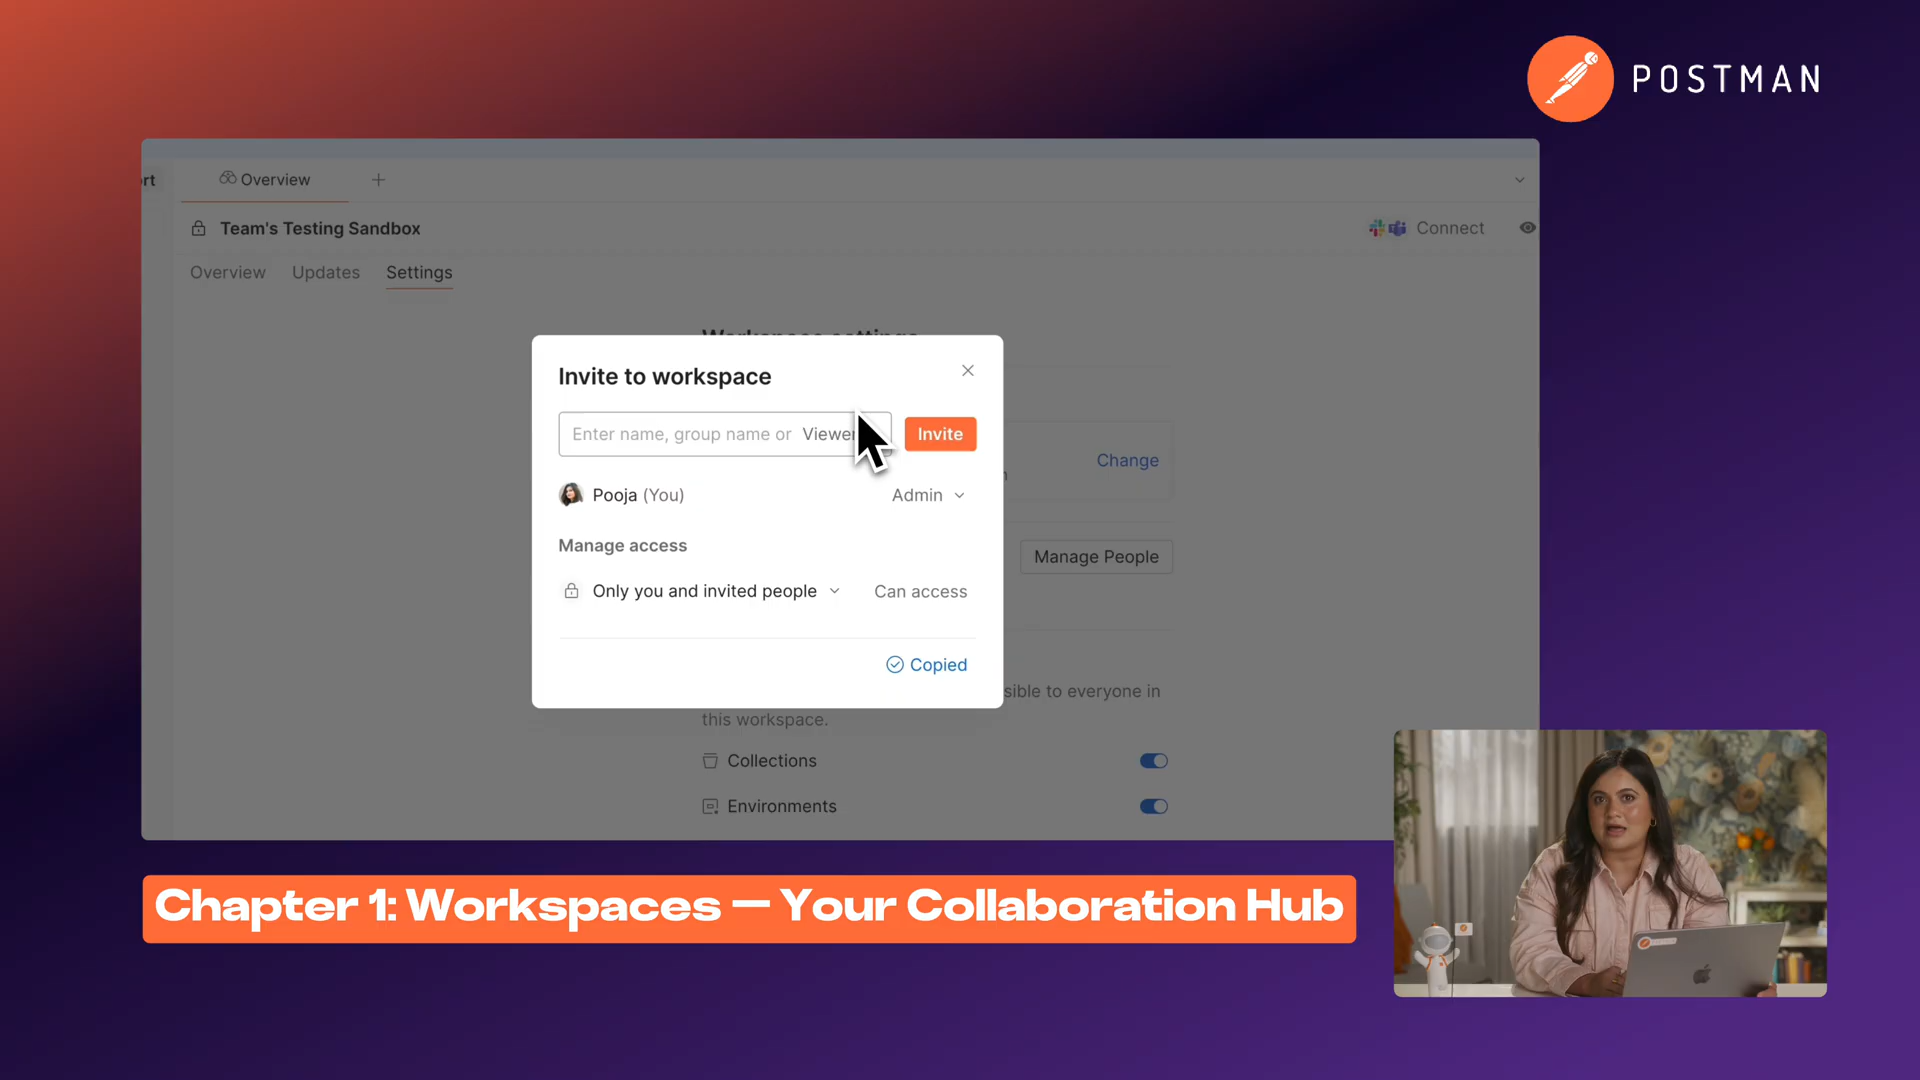 POSTMAN
rt
Overview
Team's Testing Sandbox
Connect
Overview
Updates
Settings
Workspace settings
Invite to workspace
Enter name, group name or
Viewer
Invite
Change
Pooja (You)
Admin
Manage access
Manage People
Only you and invited people
Can access
Copied
sible to everyone in
this workspace.
Collections
Environments
Chapter 1: Workspaces — Your Collaboration Hub